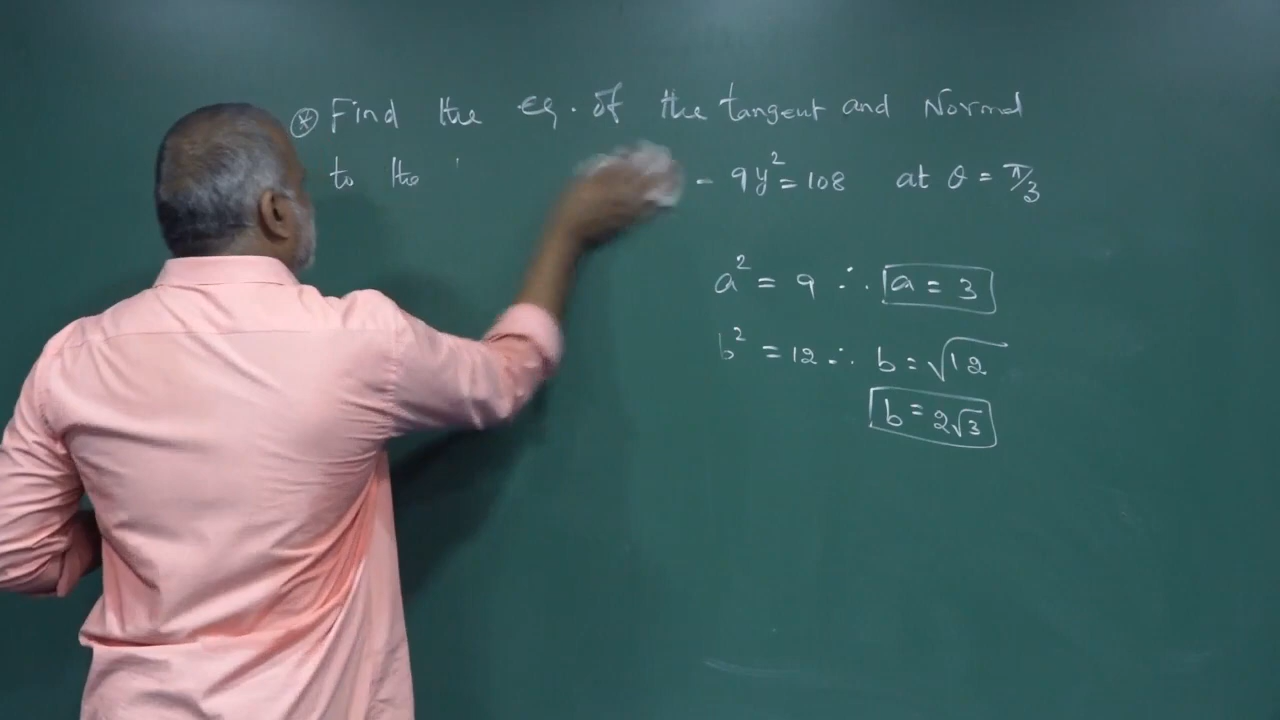 ⊛ Find the eq. of the tangent and Normal
to the - 9y² = 108 at θ = π/3
a² = 9 ∴ a = 3
b² = 12 ∴ b = √12
b = 2√3